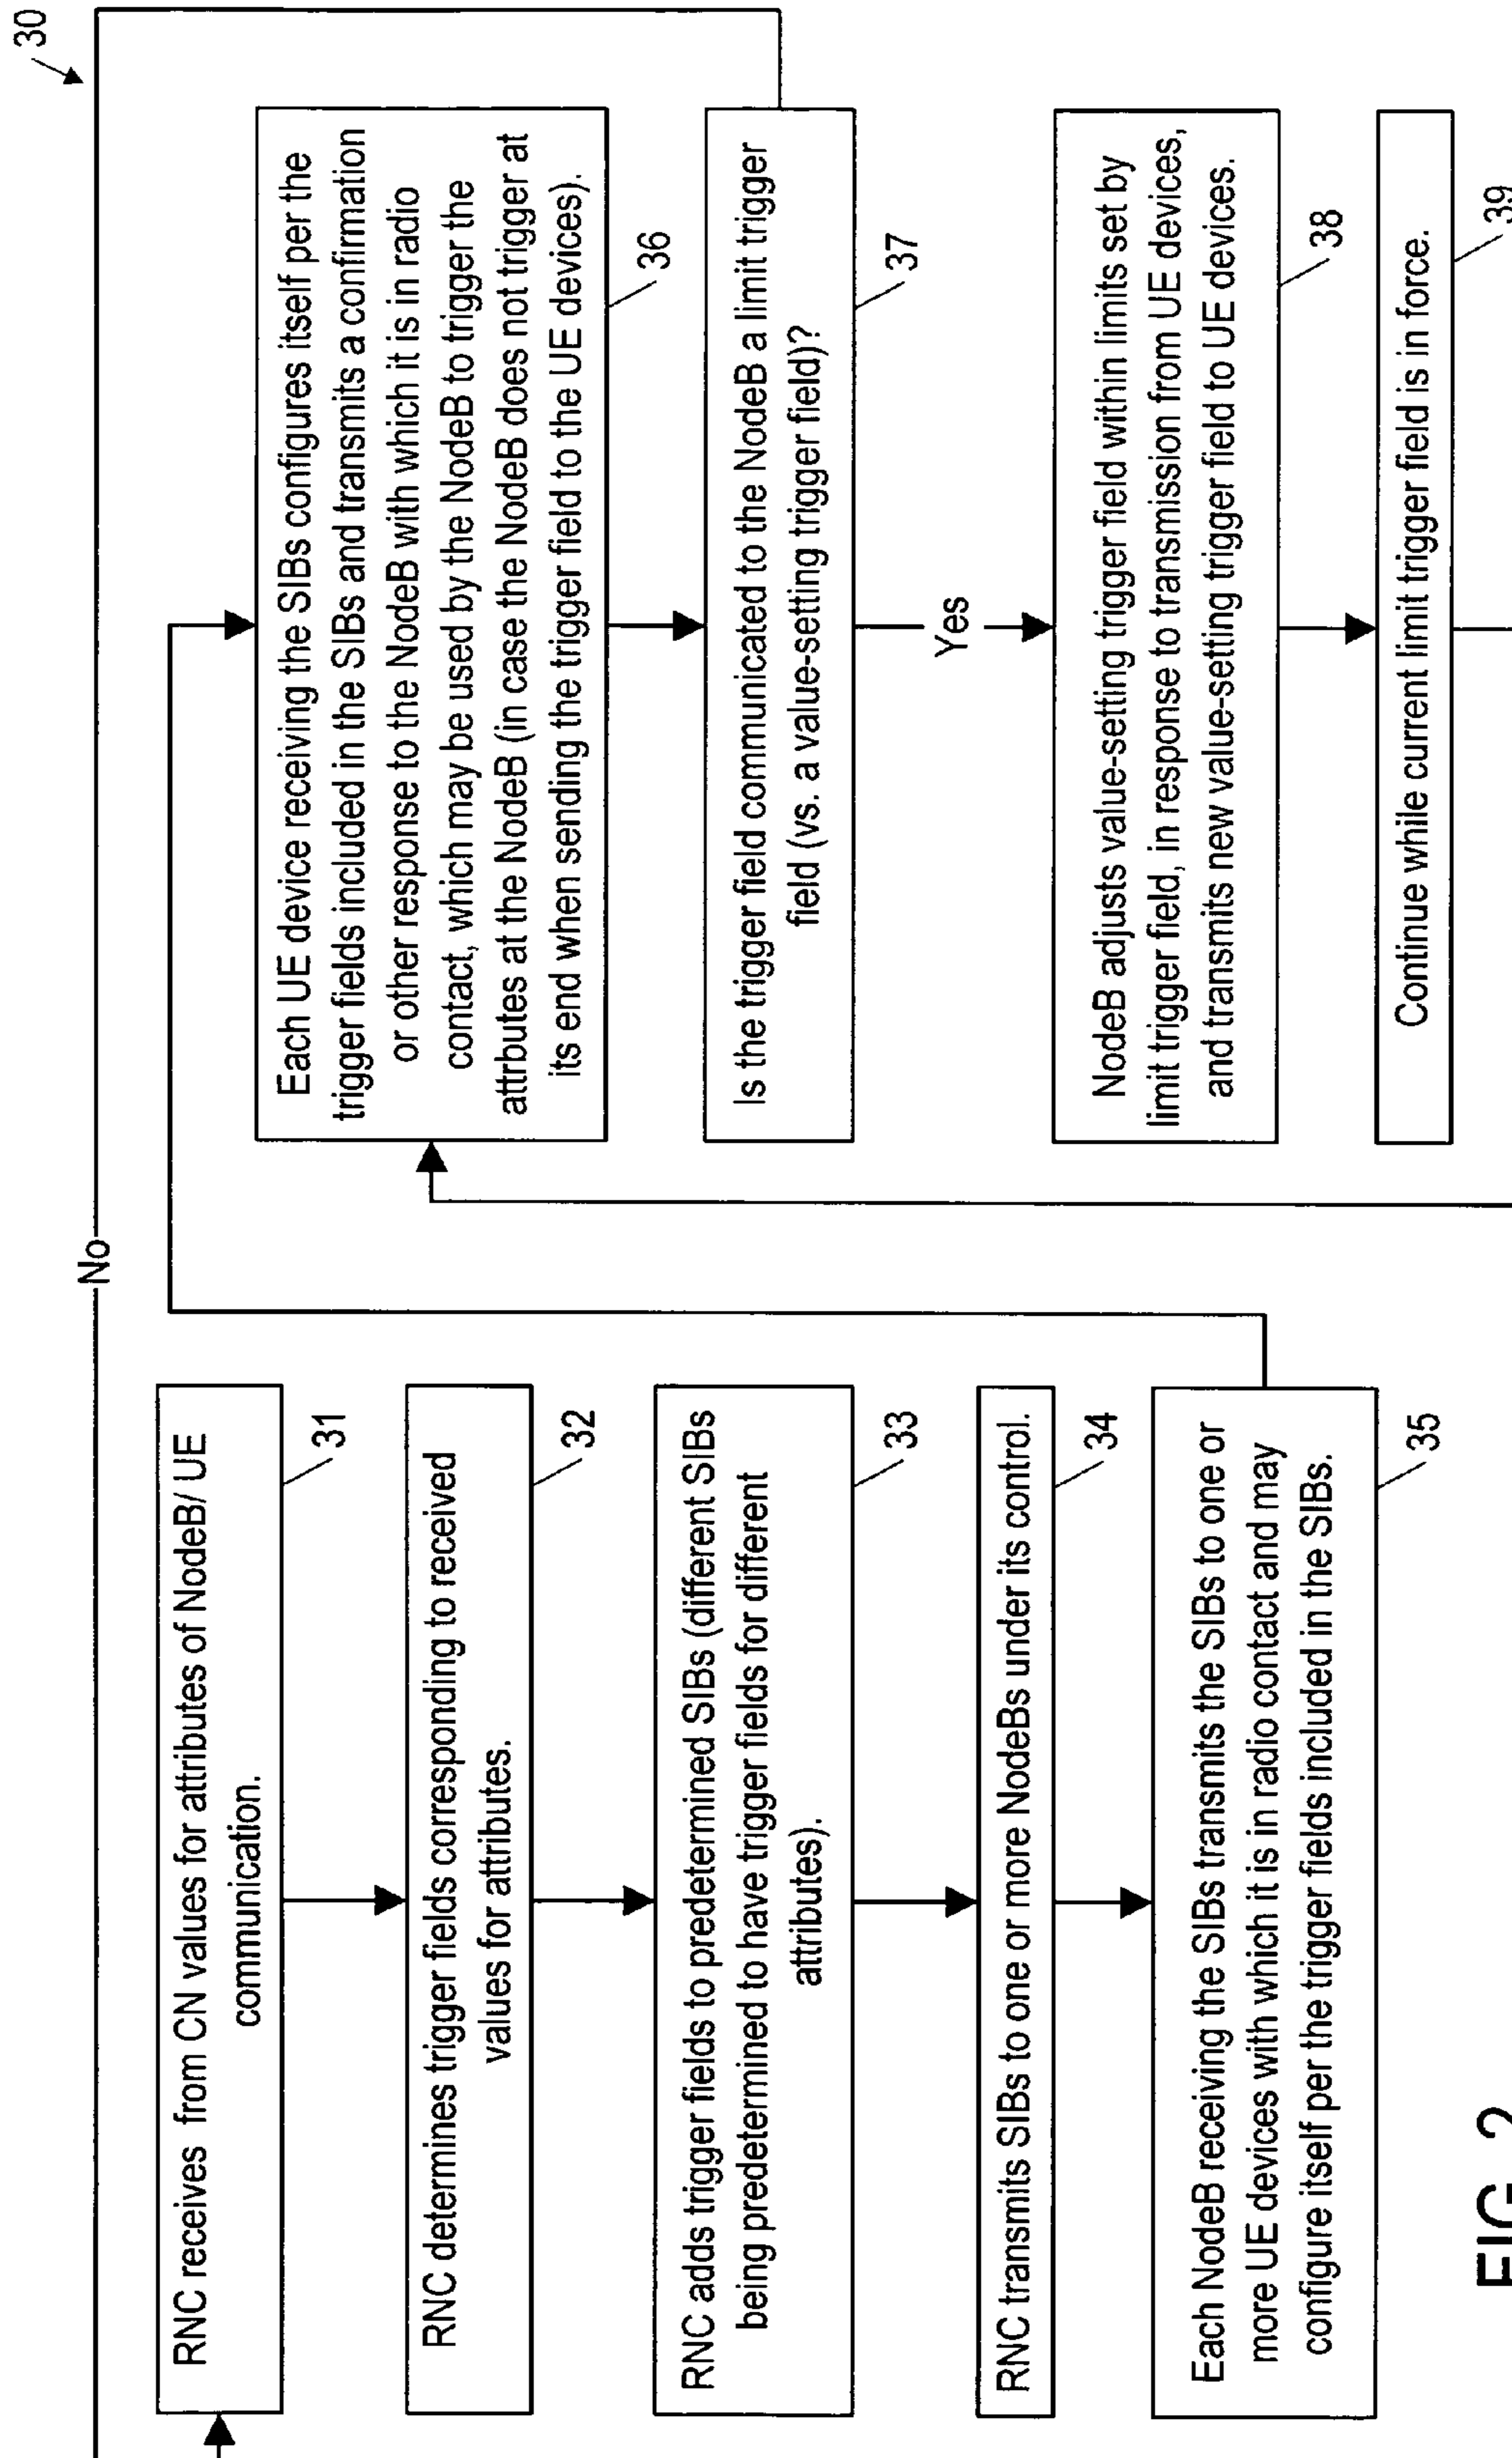 30
No
RNC receives from CN values for attributes of NodeB/ UE
communication.
31
RNC determines trigger fields corresponding to received
values for attributes.
32
RNC adds trigger fields to predetermined SIBs (different SIBs
being predetermined to have trigger fields for different
attributes).
33
RNC transmits SIBs to one or more NodeBs under its control.
34
Each NodeB receiving the SIBs transmits the SIBs to one or
more UE devices with which it is in radio contact and may
configure itself per the trigger fields included in the SIBs.
35
Each UE device receiving the SIBs configures itself per the
trigger fields included in the SIBs and transmits a confirmation
or other response to the NodeB with which it is in radio
contact, which may be used by the NodeB to trigger the
attrbutes at the NodeB (in case the NodeB does not trigger at
its end when sending the trigger field to the UE devices).
36
Is the trigger field communicated to the NodeB a limit trigger
field (vs. a value-setting trigger field)?
37
Yes
NodeB adjusts value-setting trigger field within limits set by
limit trigger field, in response to transmission from UE devices,
and transmits new value-setting trigger field to UE devices.
38
Continue while current limit trigger field is in force.
39
FIG. 2